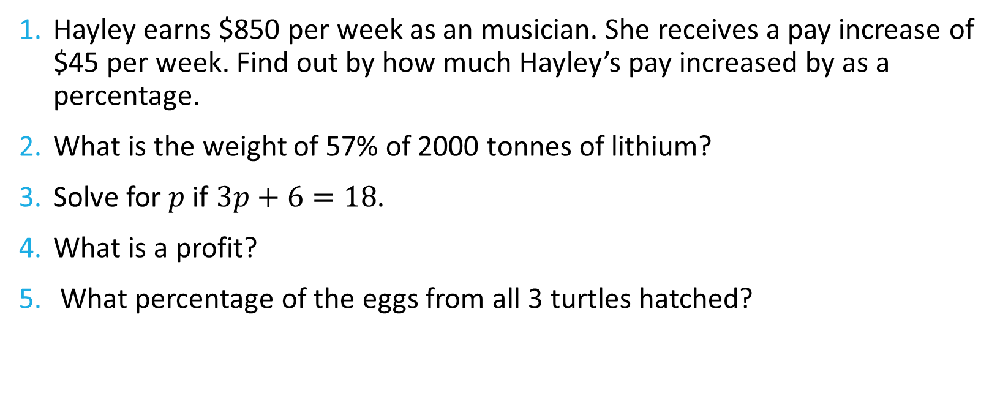 1. Hayley earns $850 per week as an musician. She receives a pay increase of
$45 per week. Find out by how much Hayley’s pay increased by as a
percentage.
2. What is the weight of 57% of 2000 tonnes of lithium?
3. Solve for 𝑝 if 3𝑝 + 6 = 18.
4. What is a profit?
5. What percentage of the eggs from all 3 turtles hatched?